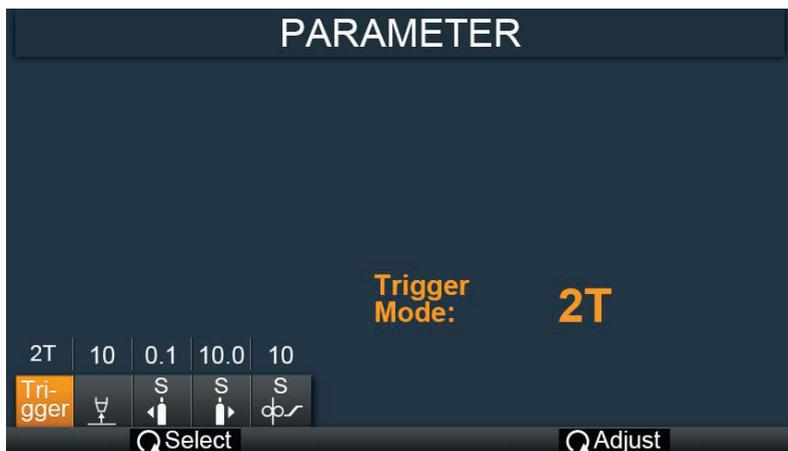 PARAMETER
Trigger
Mode:
2T
2T 10 0.1 10.0 10
Tri-
gger
S S S
Select Adjust